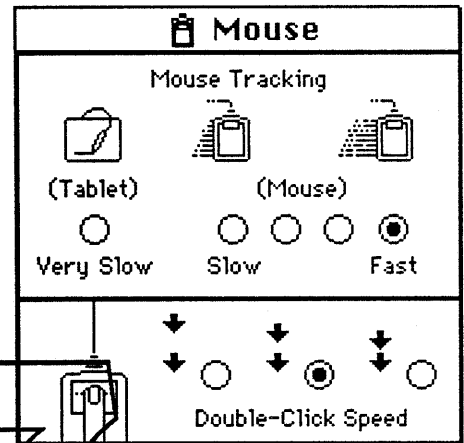 Mouse
Mouse Tracking
(Tablet) (Mouse)
Very Slow Slow Fast
Double-Click Speed